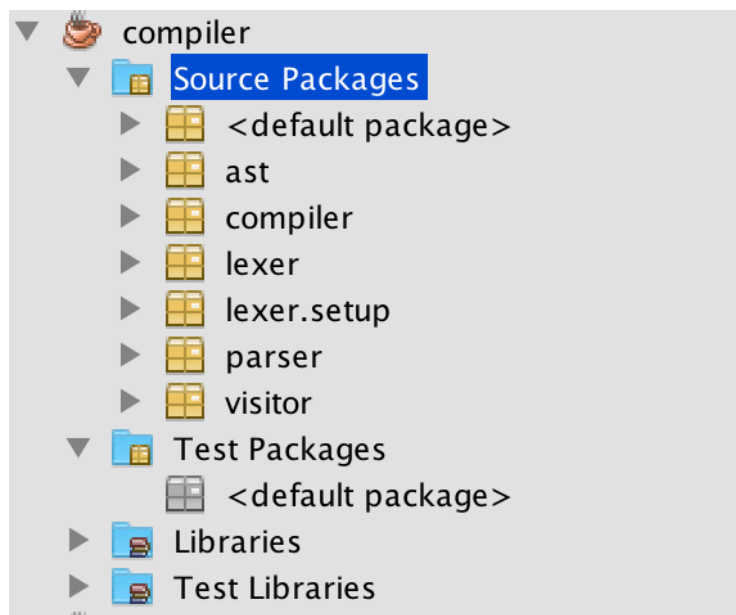 compiler
Source Packages
<default package>
ast
compiler
lexer
lexer.setup
parser
visitor
Test Packages
<default package>
Libraries
Test Libraries